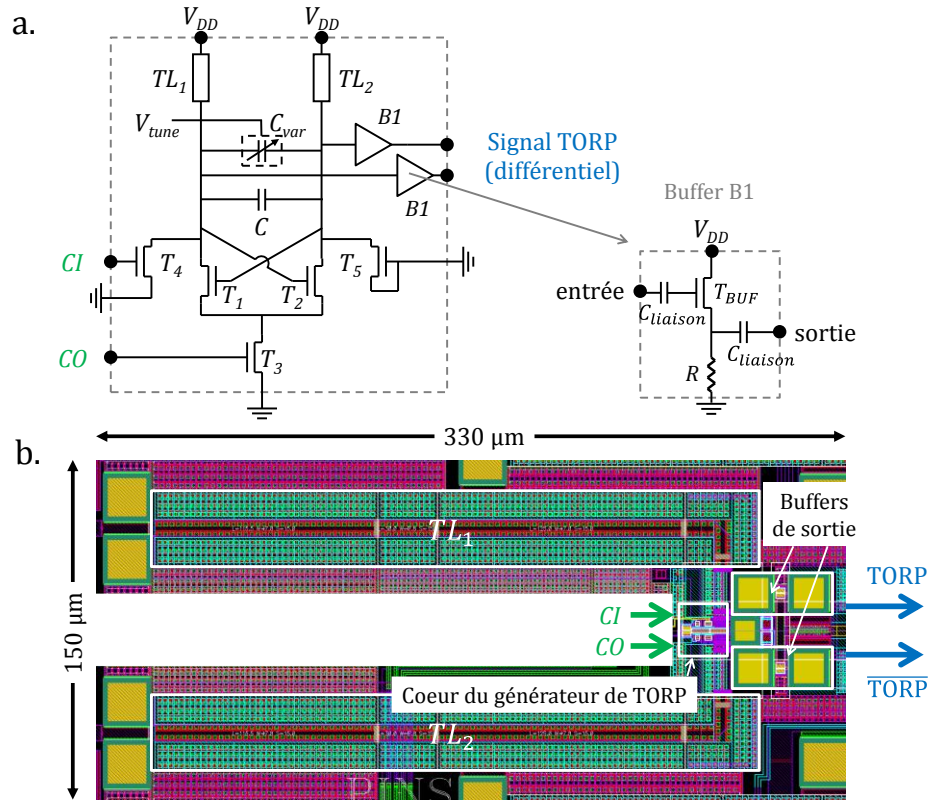 a.
V_DD
V_DD
TL_1
TL_2
V_tune
C_var
B1
Signal TORP
(différentiel)
B1
Buffer B1
C
V_DD
CI
T_4
T_5
T_1
T_2
entrée
T_BUF
C_liaison
sortie
C_liaison
CO
T_3
R
330 µm
b.
150 µm
TL_1
Buffers
de sortie
TORP
CI
CO
Coeur du générateur de TORP
T̅O̅R̅P̅
TL_2